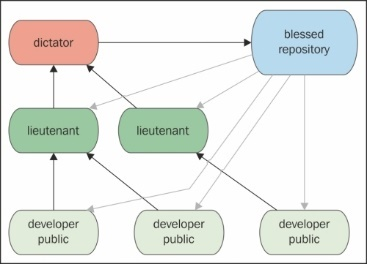 dictator
blessed
repository
lieutenant
lieutenant
developer
public
developer
public
developer
public